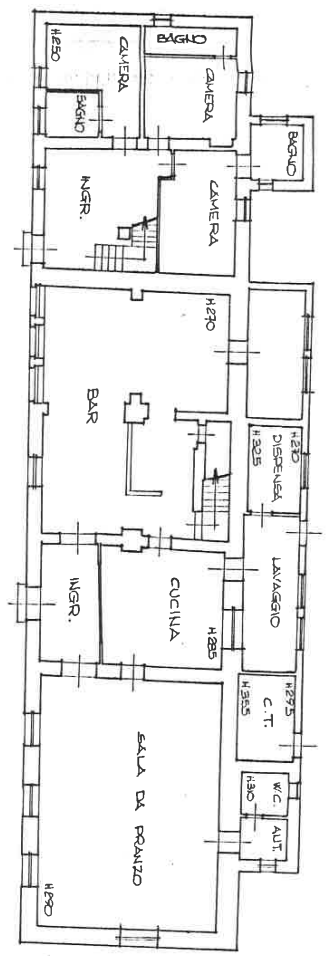 H250
CAMERA
BAGNO
BAGNO
CAMERA
BAGNO
INGR.
CAMERA
H270
BAR
H270
DISPENSA
H325
LAVAGGIO
INGR.
CUCINA
H285
H295
C.T.
H355
W.C.
H310
ANT.
SALA DA PRANZO
H290